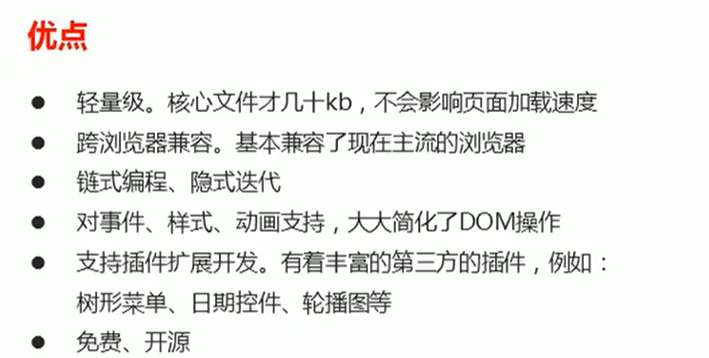 优点
● 轻量级。核心文件才几十kb，不会影响页面加载速度
● 跨浏览器兼容。基本兼容了现在主流的浏览器
● 链式编程、隐式迭代
● 对事件、样式、动画支持，大大简化了DOM操作
● 支持插件扩展开发。有着丰富的第三方的插件，例如：
树形菜单、日期控件、轮播图等
● 免费、开源